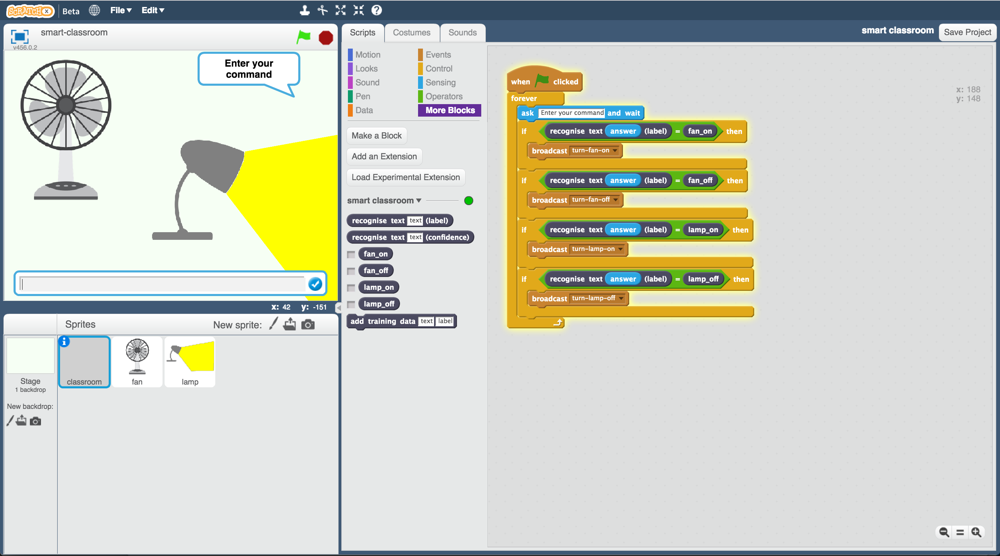 SCRATCH X Beta File Edit
smart-classroom
v456.0.2
Enter your
command
x: 42 y: -151
Sprites New sprite:
Stage
1 backdrop
New backdrop:
classroom fan lamp
Scripts Costumes Sounds
smart classroom Save Project
Motion Events
Looks Control
Sound Sensing
Pen Operators
Data More Blocks
Make a Block
Add an Extension
Load Experimental Extension
smart classroom
recognise text text (label)
recognise text text (confidence)
fan_on
fan_off
lamp_on
lamp_off
add training data text label
when clicked
forever
ask Enter your command and wait
if recognise text answer (label) = fan_on then
broadcast turn-fan-on
if recognise text answer (label) = fan_off then
broadcast turn-fan-off
if recognise text answer (label) = lamp_on then
broadcast turn-lamp-on
if recognise text answer (label) = lamp_off then
broadcast turn-lamp-off
x: 188
y: 148